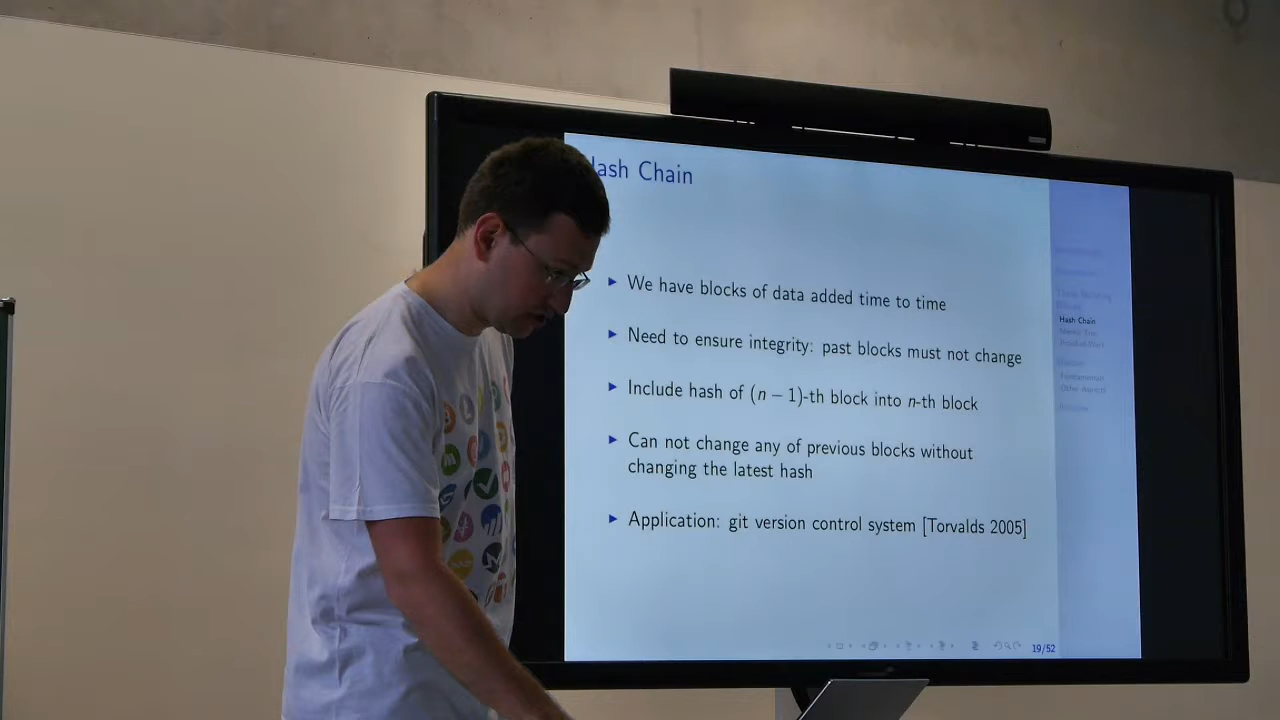 Hash Chain
We have blocks of data added time to time
Need to ensure integrity: past blocks must not change
Include hash of (n − 1)-th block into n-th block
Can not change any of previous blocks without
changing the latest hash
Application: git version control system [Torvalds 2005]
Hash Chain
Fundamentals
19/52